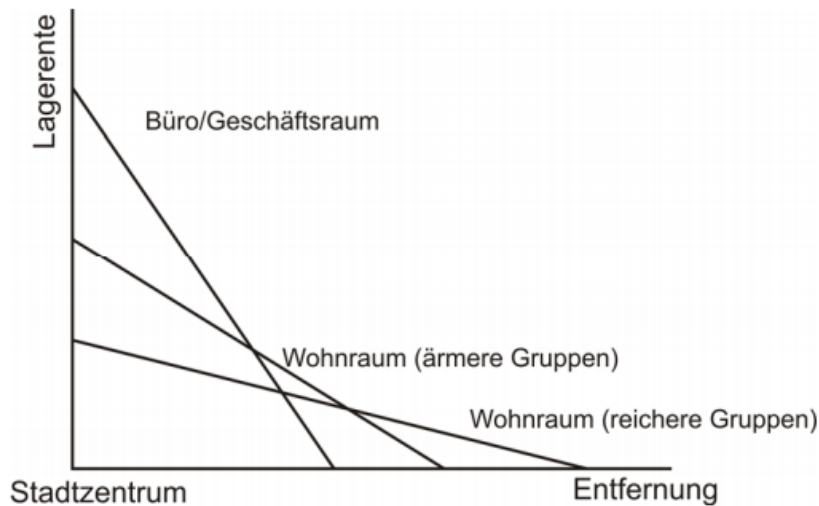 Lagerente
Büro/Geschäftsraum
Wohnraum (ärmere Gruppen)
Wohnraum (reichere Gruppen)
Stadtzentrum
Entfernung